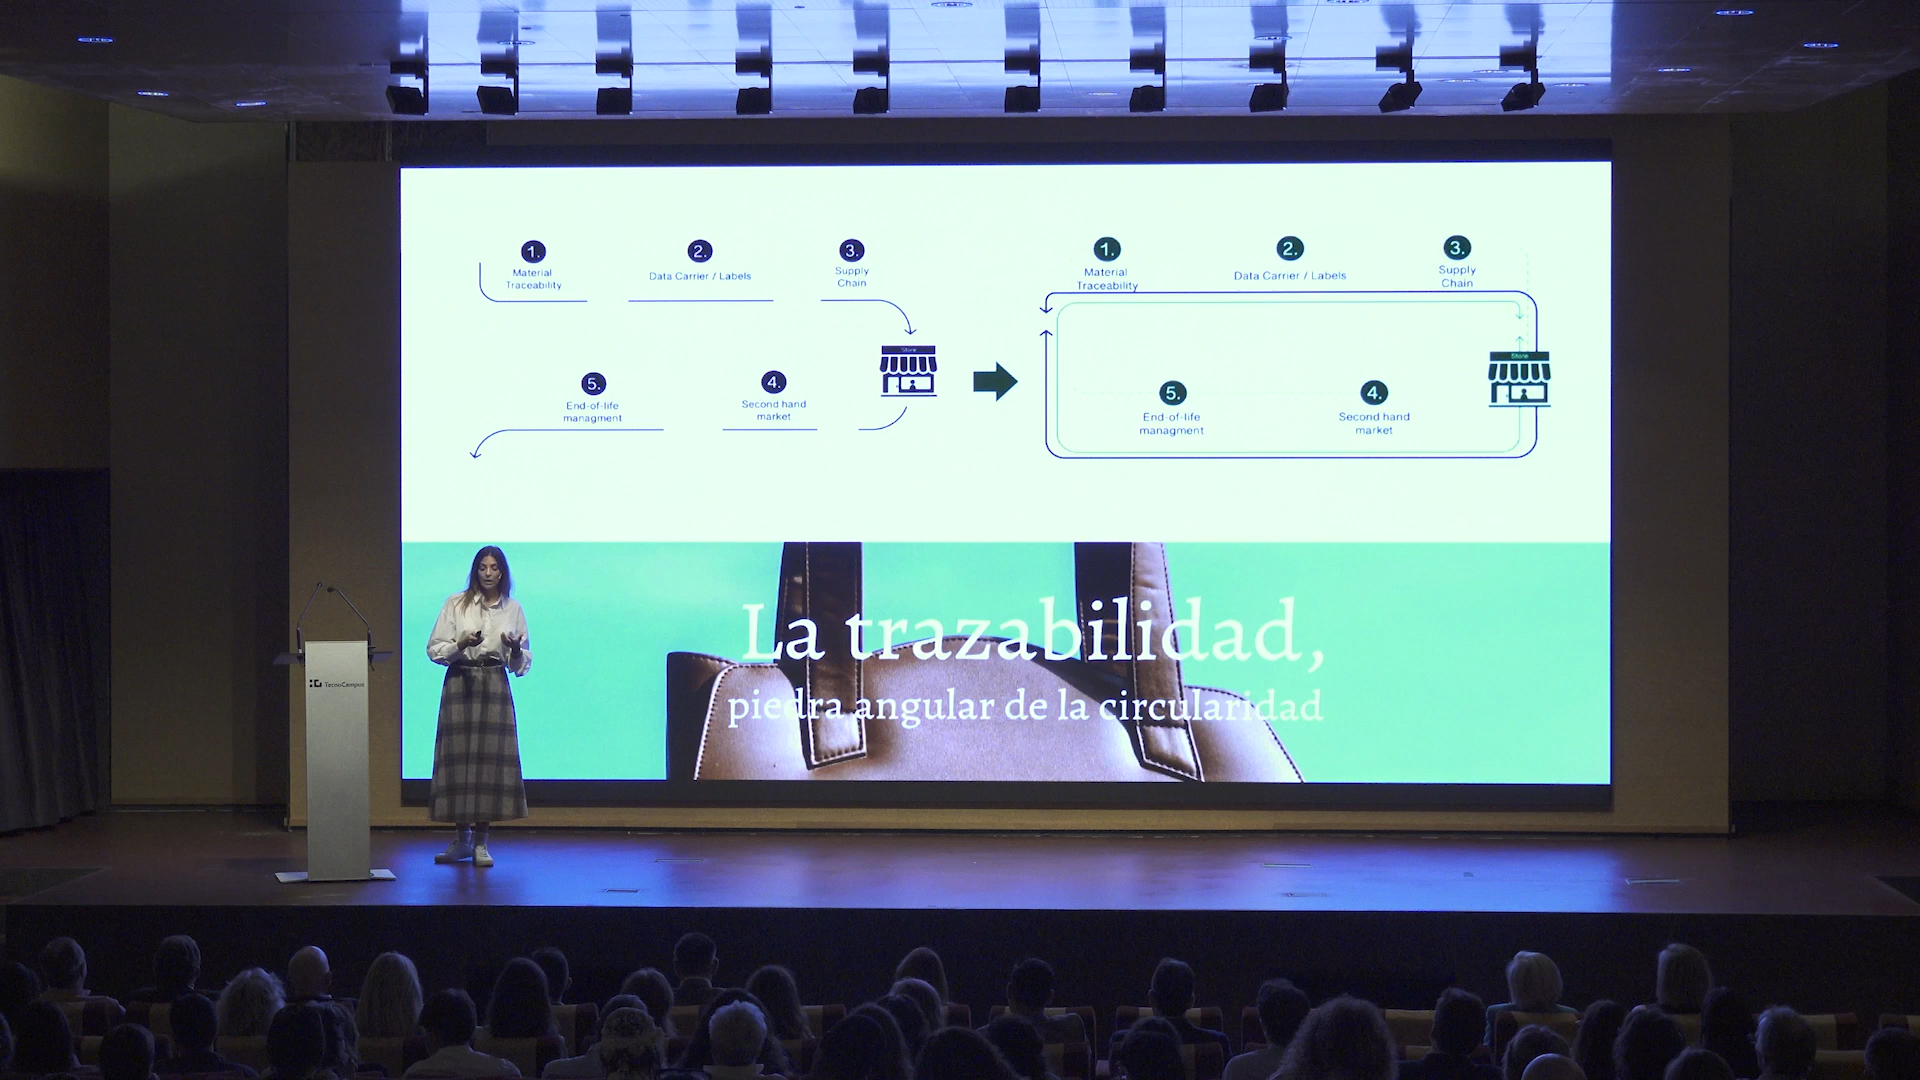 1.
Material
Traceability
2.
Data Carrier / Labels
3.
Supply
Chain
Store
5.
End-of-life
managment
4.
Second hand
market
1.
Material
Traceability
2.
Data Carrier / Labels
3.
Supply
Chain
Store
5.
End-of-life
managment
4.
Second hand
market
La trazabilidad,
piedra angular de la circularidad
TecnoCampus